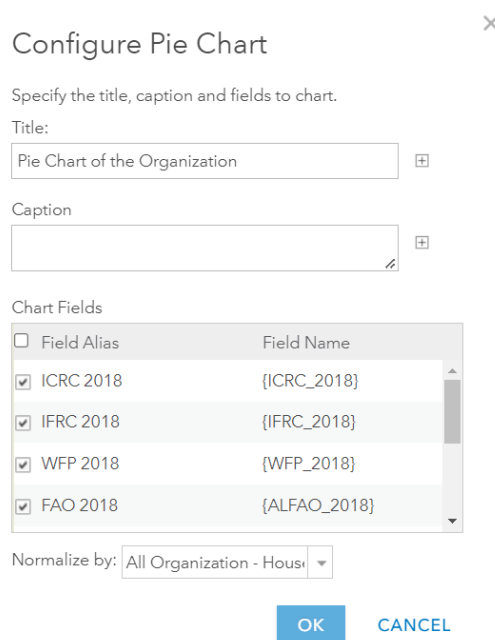 Configure Pie Chart
Specify the title, caption and fields to chart.
Title:
Pie Chart of the Organization
Caption
Chart Fields
Field Alias Field Name
ICRC 2018 {ICRC_2018}
IFRC 2018 {IFRC_2018}
WFP 2018 {WFP_2018}
FAO 2018 {ALFAO_2018}
Normalize by: All Organization - House
OK CANCEL